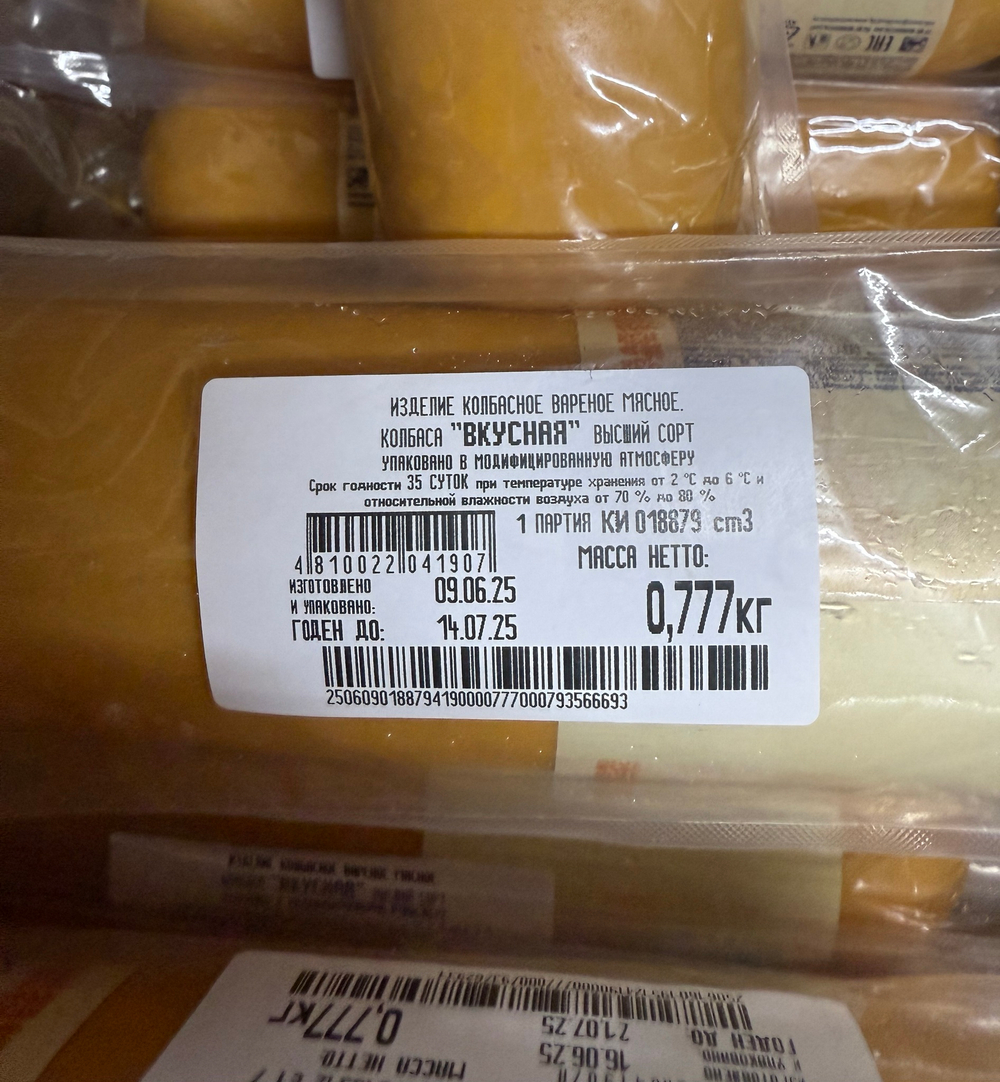 ЕАС
ИЗДЕЛИЕ КОЛБАСНОЕ ВАРЕНОЕ МЯСНОЕ.
КОЛБАСА "ВКУСНАЯ" ВЫСШИЙ СОРТ
УПАКОВАНО В МОДИФИЦИРОВАННУЮ АТМОСФЕРУ
Срок годности 35 СУТОК при температуре хранения от 2 °С до 6 °С и
относительной влажности воздуха от 70 % до 80 %
1 ПАРТИЯ КИ 018879 cm3
4 810022 041907
МАССА НЕТТО:
ИЗГОТОВЛЕНО
И УПАКОВАНО: 09.06.25
0,777кг
ГОДЕН ДО: 14.07.25
2506090188794190000777000793566693
ИЗГОТОВЛЕНО
И УПАКОВАНО 16.06.25
МАССА НЕТТО:
ГОДЕН ДО 21.07.25
0,777кг